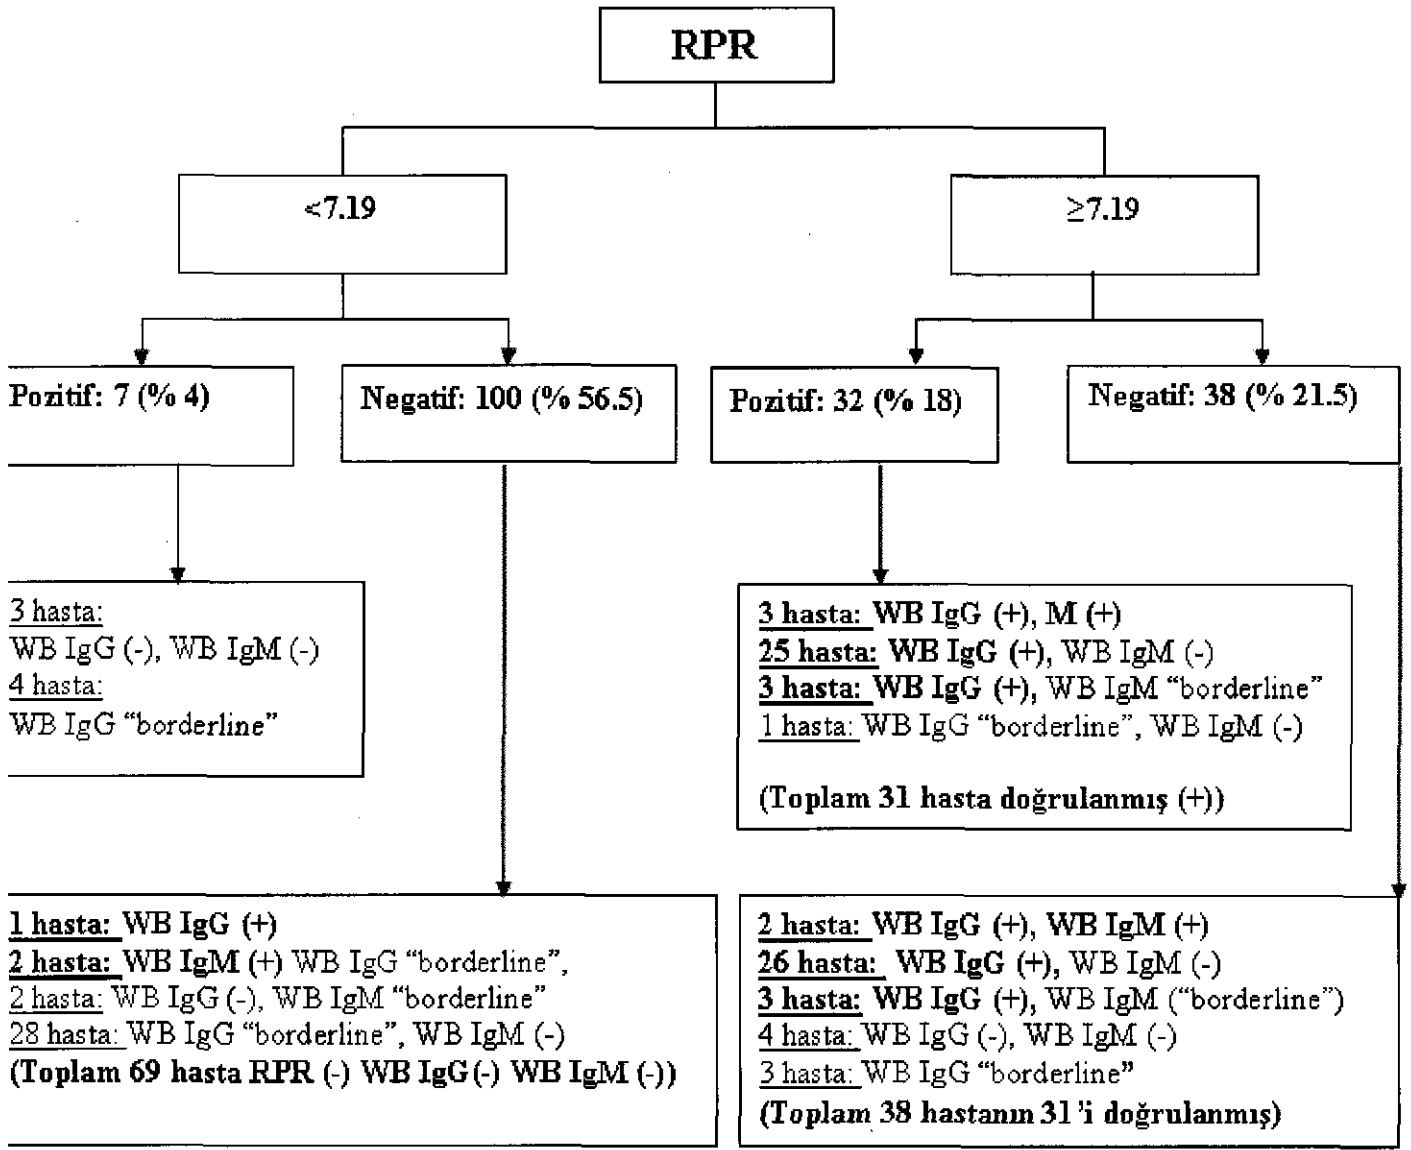 RPR
<7.19
≥7.19
Pozitif: 7 (% 4)
Negatif: 100 (% 56.5)
Pozitif: 32 (% 18)
Negatif: 38 (% 21.5)
3 hasta:
WB IgG (-), WB IgM (-)
4 hasta:
WB IgG “borderline”
3 hasta: WB IgG (+), M (+)
25 hasta: WB IgG (+), WB IgM (-)
3 hasta: WB IgG (+), WB IgM “borderline”
1 hasta: WB IgG “borderline”, WB IgM (-)
(Toplam 31 hasta doğrulanmış (+))
1 hasta: WB IgG (+)
2 hasta: WB IgM (+) WB IgG “borderline”,
2 hasta: WB IgG (-), WB IgM “borderline”
28 hasta: WB IgG “borderline”, WB IgM (-)
(Toplam 69 hasta RPR (-) WB IgG (-) WB IgM (-))
2 hasta: WB IgG (+), WB IgM (+)
26 hasta: WB IgG (+), WB IgM (-)
3 hasta: WB IgG (+), WB IgM (“borderline”)
4 hasta: WB IgG (-), WB IgM (-)
3 hasta: WB IgG “borderline”
(Toplam 38 hastanın 31’i doğrulanmış)